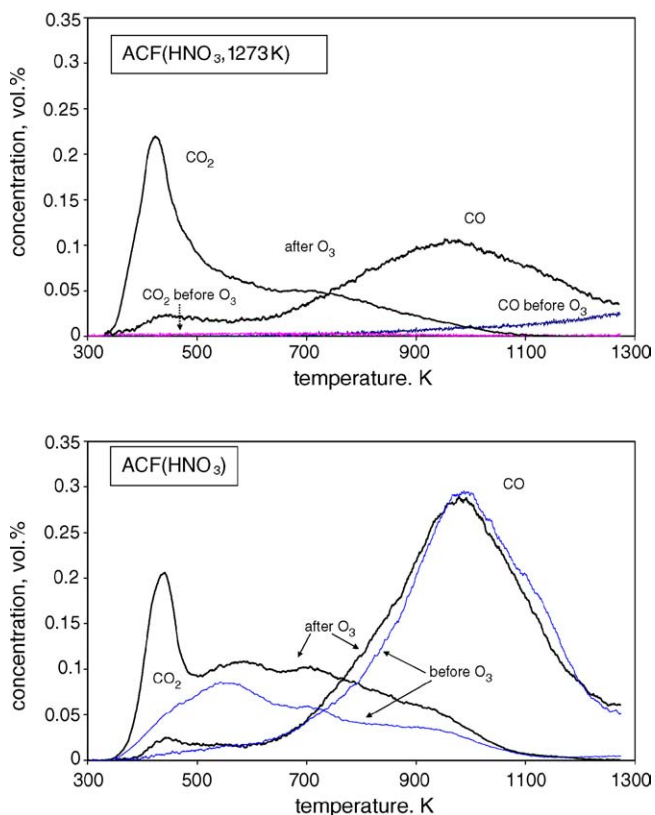 ACF(HNO₃,1273K)
0.35
0.3
0.25
0.2
0.15
0.1
0.05
0
concentration, vol.%
CO₂
CO
after O₃
CO₂ before O₃
CO before O₃
300 500 700 900 1100 1300
temperature. K
ACF(HNO₃)
0.35
0.3
0.25
0.2
0.15
0.1
0.05
0
concentration, vol.%
CO
after O₃
before O₃
CO₂
300 500 700 900 1100 1300
temperature. K